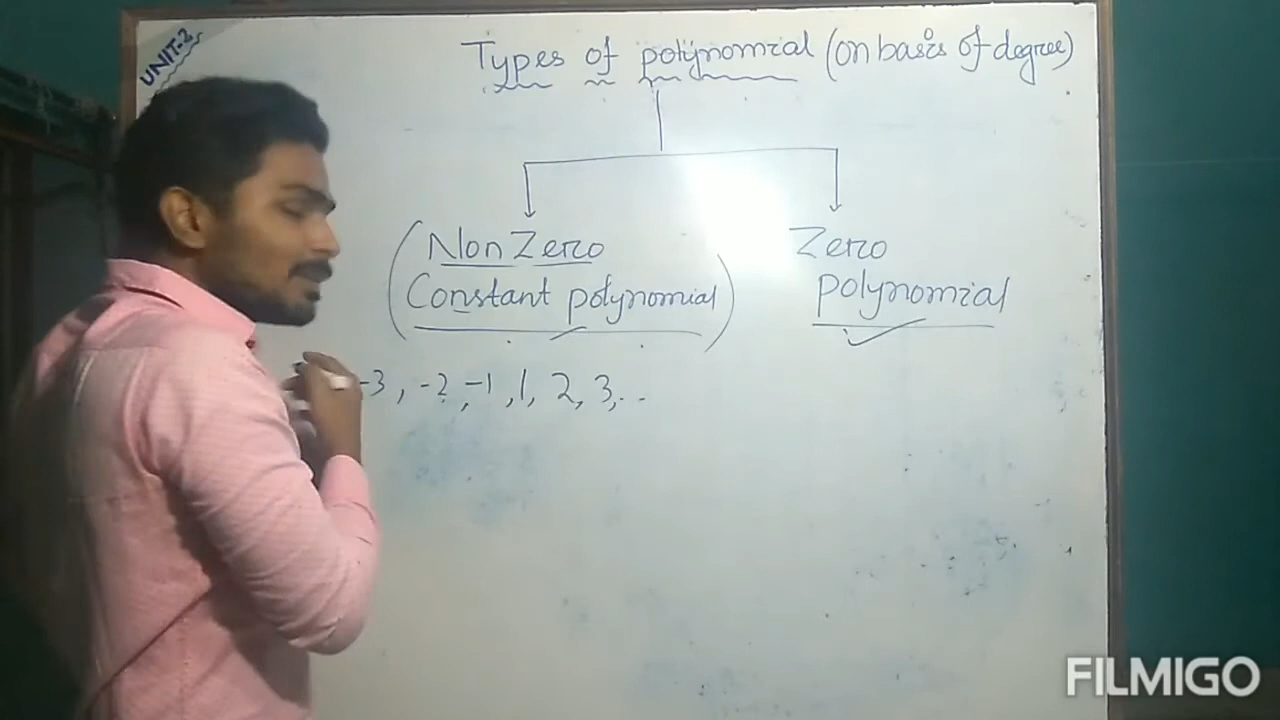 UNIT-2
Types of polynomial (on basis of degree)
Non Zero
Constant polynomial
Zero
polynomial
-3, -2, -1, 1, 2, 3, ..
FILMIGO